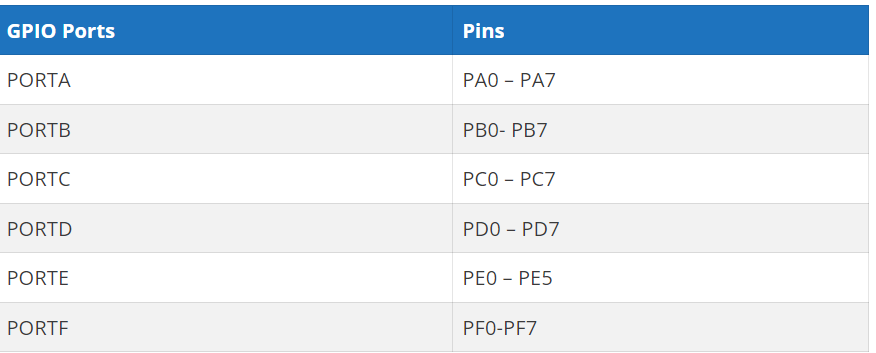 GPIO Ports Pins
PORTA PA0 – PA7
PORTB PB0- PB7
PORTC PC0 – PC7
PORTD PD0 – PD7
PORTE PE0 – PE5
PORTF PF0-PF7